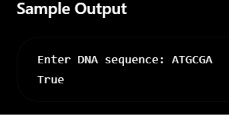 Sample Output
Enter DNA sequence: ATGCGA
True